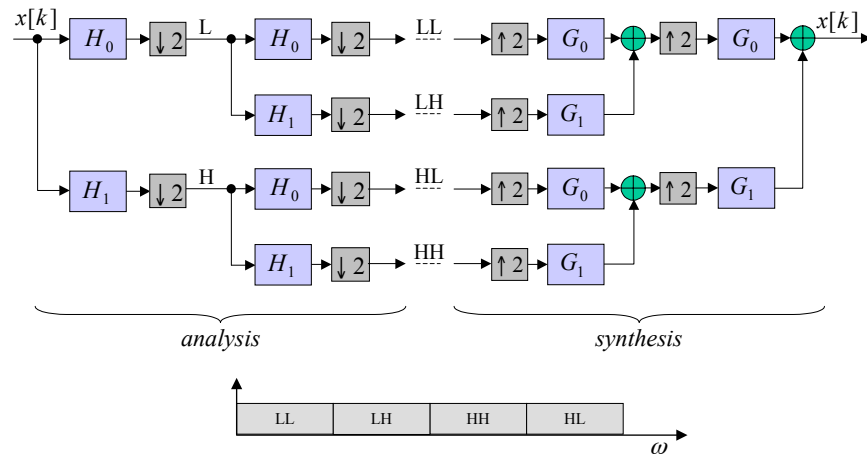 x[k] H₀ ↓2 L H₀ ↓2 LL ↑2 G₀ ↑2 G₀ x[k]
H₁ ↓2 LH ↑2 G₁
H₁ ↓2 H H₀ ↓2 HL ↑2 G₀ ↑2 G₁
H₁ ↓2 HH ↑2 G₁
analysis synthesis
LL LH HH HL
ω